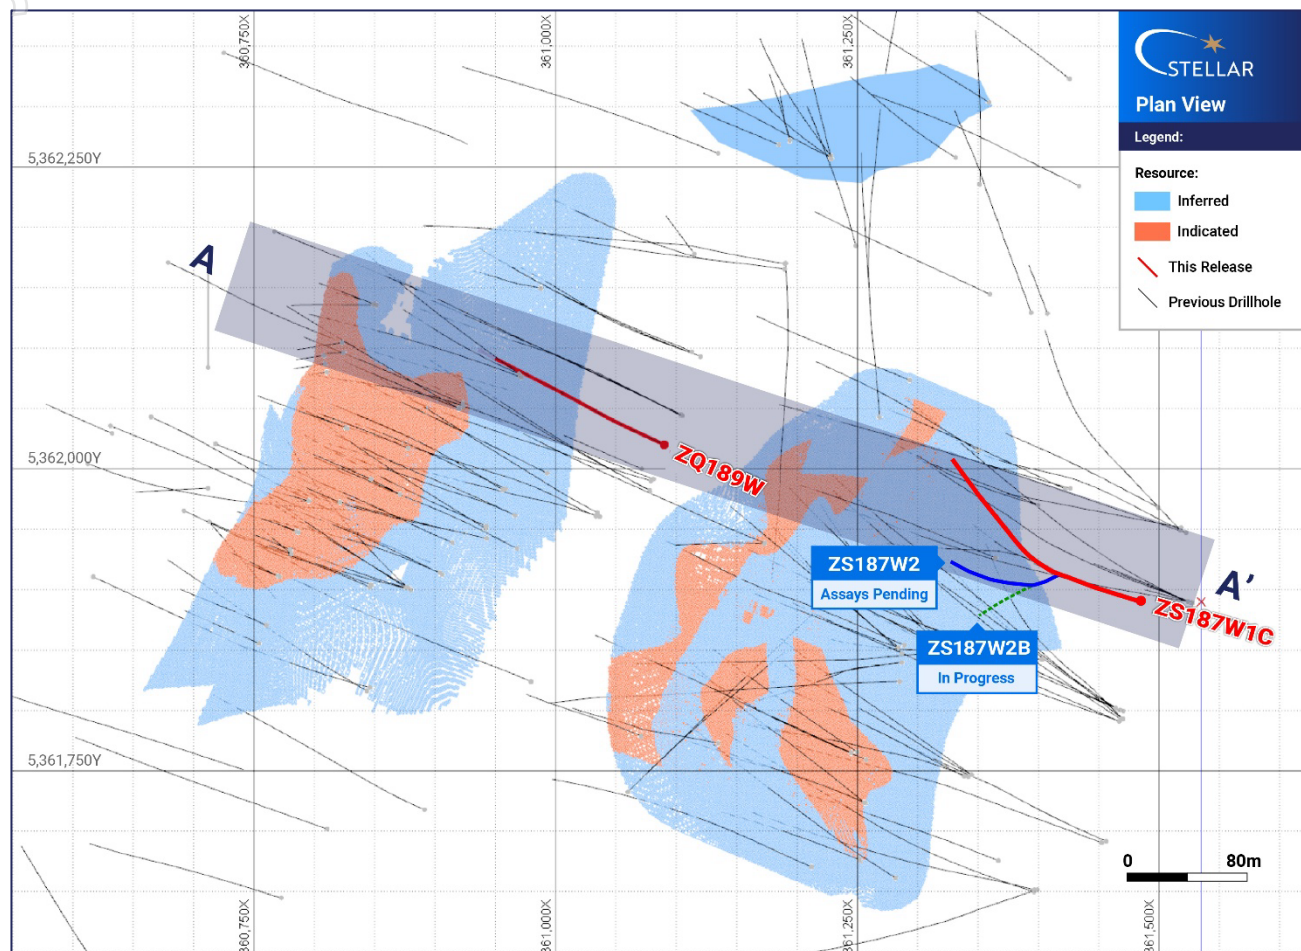 360,750X
361,000X
361,250X
STELLAR
Plan View
Legend:
Resource:
Inferred
Indicated
This Release
Previous Drillhole
5,362,250Y
A
5,362,000Y
ZQ189W
ZS187W2
Assays Pending
A’
ZS187W1C
ZS187W2B
In Progress
5,361,750Y
0 80m
360,750X
361,000X
361,250X
361,500X